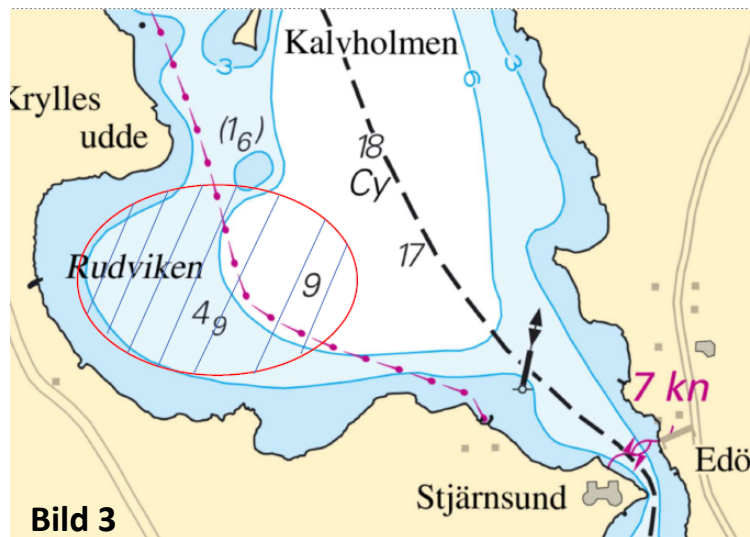 Kalvholmen
3
3
6
Krylles
udde
(1₆)
18
Cy
17
Rudviken
9
4₉
7 kn
Edö
Stjärnsund
Bild 3